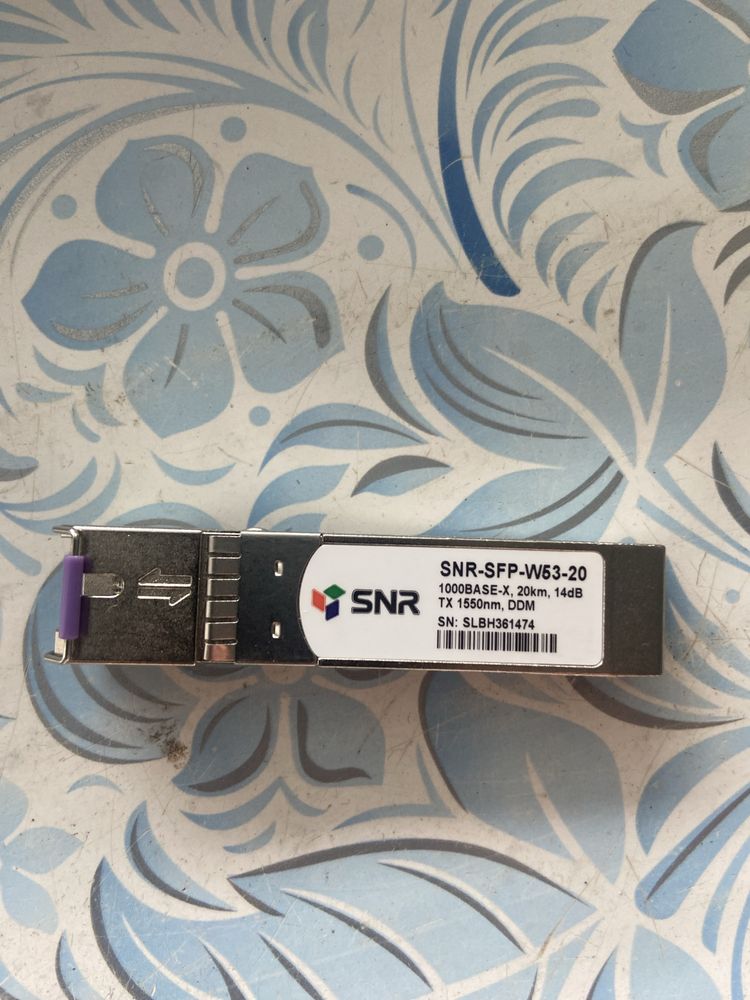 SNR
SNR-SFP-W53-20
1000BASE-X, 20km, 14dB
TX 1550nm, DDM
SN: SLBH361474